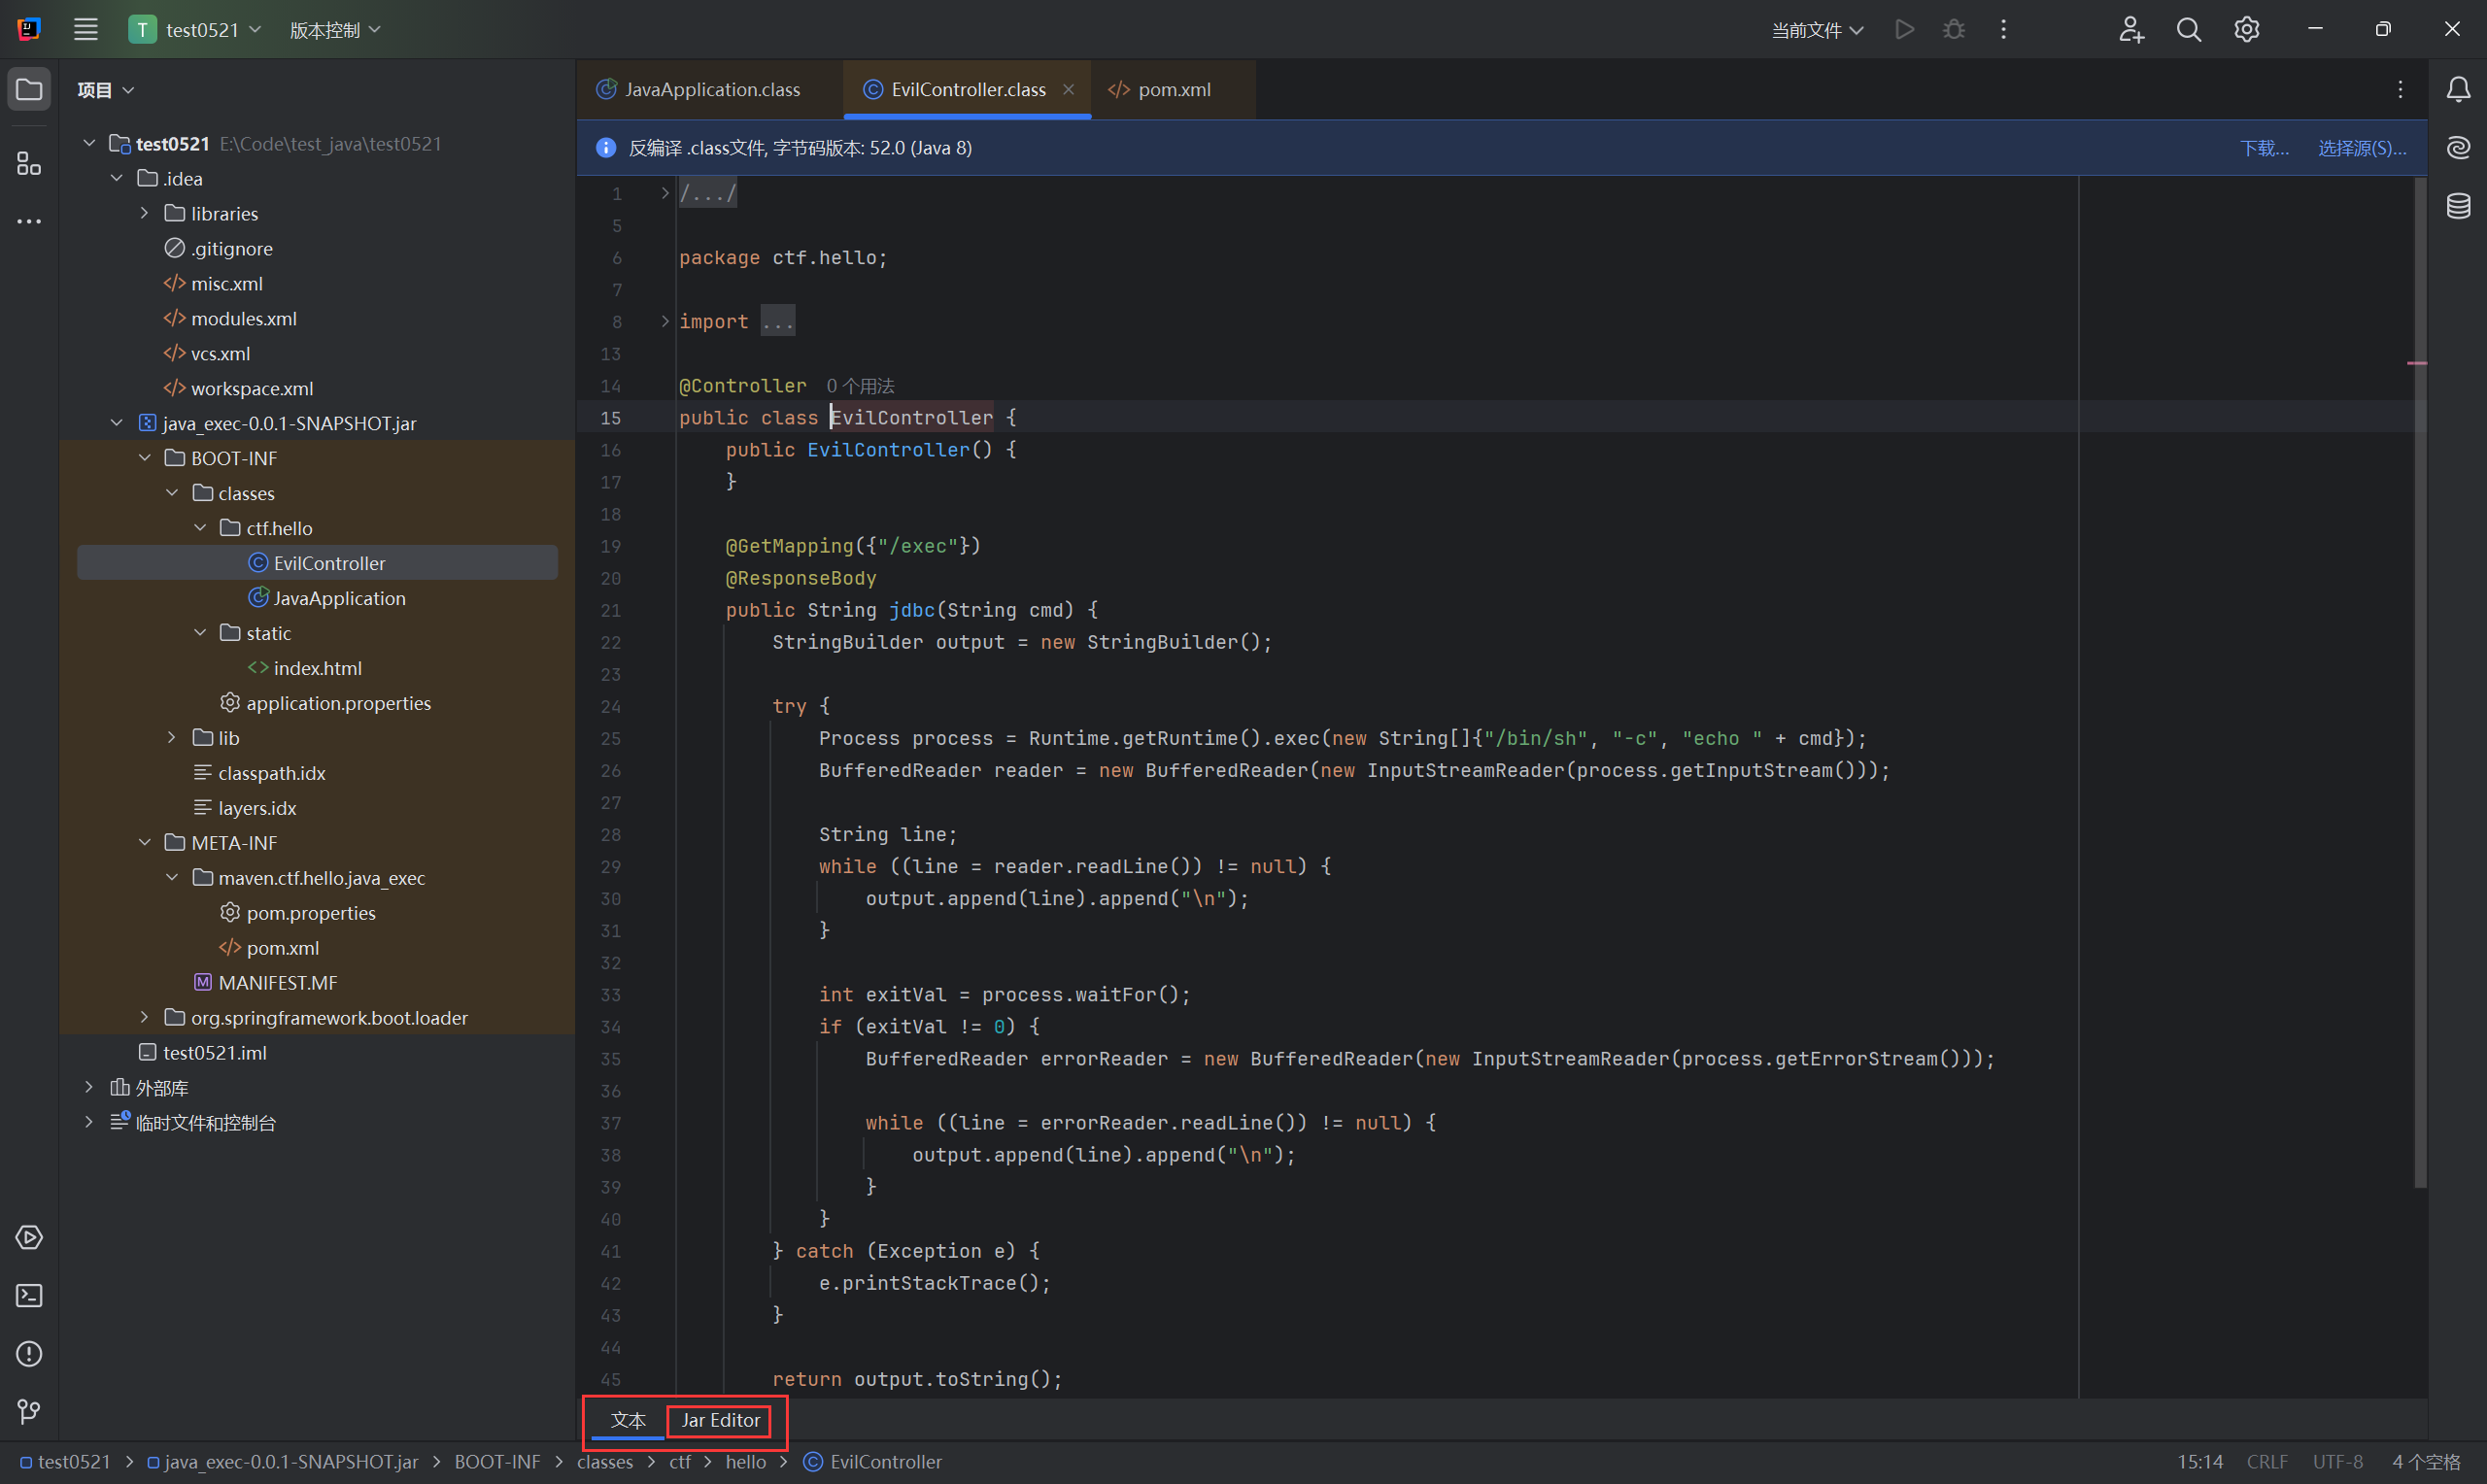 T test0521 版本控制 当前文件
项目
test0521 E:\Code\test_java\test0521
.idea
libraries
.gitignore
misc.xml
modules.xml
vcs.xml
workspace.xml
java_exec-0.0.1-SNAPSHOT.jar
BOOT-INF
classes
ctf.hello
EvilController
JavaApplication
static
index.html
application.properties
lib
classpath.idx
layers.idx
META-INF
maven.ctf.hello.java_exec
pom.properties
pom.xml
MANIFEST.MF
org.springframework.boot.loader
test0521.iml
外部库
临时文件和控制台
JavaApplication.class EvilController.class pom.xml
反编译 .class文件, 字节码版本: 52.0 (Java 8) 下载... 选择源(S)...
1 /.../
5
6 package ctf.hello;
7
8 import ...
13
14 @Controller 0 个用法
15 public class EvilController {
16 public EvilController() {
17 }
18
19 @GetMapping({"/exec"})
20 @ResponseBody
21 public String jdbc(String cmd) {
22 StringBuilder output = new StringBuilder();
23
24 try {
25 Process process = Runtime.getRuntime().exec(new String[]{"/bin/sh", "-c", "echo " + cmd});
26 BufferedReader reader = new BufferedReader(new InputStreamReader(process.getInputStream()));
27
28 String line;
29 while ((line = reader.readLine()) != null) {
30 output.append(line).append("\n");
31 }
32
33 int exitVal = process.waitFor();
34 if (exitVal != 0) {
35 BufferedReader errorReader = new BufferedReader(new InputStreamReader(process.getErrorStream()));
36
37 while ((line = errorReader.readLine()) != null) {
38 output.append(line).append("\n");
39 }
40 }
41 } catch (Exception e) {
42 e.printStackTrace();
43 }
44
45 return output.toString();
文本 Jar Editor
test0521 > java_exec-0.0.1-SNAPSHOT.jar > BOOT-INF > classes > ctf > hello > EvilController 15:14 CRLF UTF-8 4 个空格